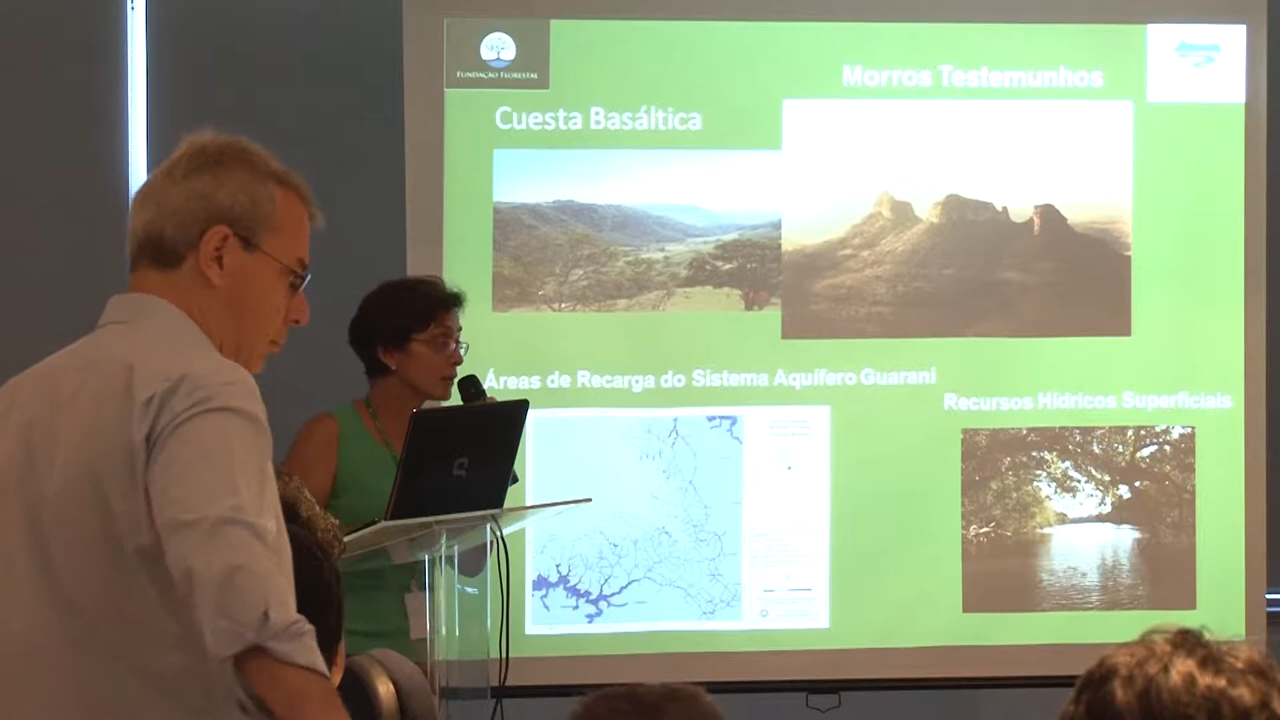 FUNDAÇÃO FLORESTAL
Morros Testemunhos
Cuesta Basáltica
Áreas de Recarga do Sistema Aquífero Guarani
Recursos Hídricos Superficiais